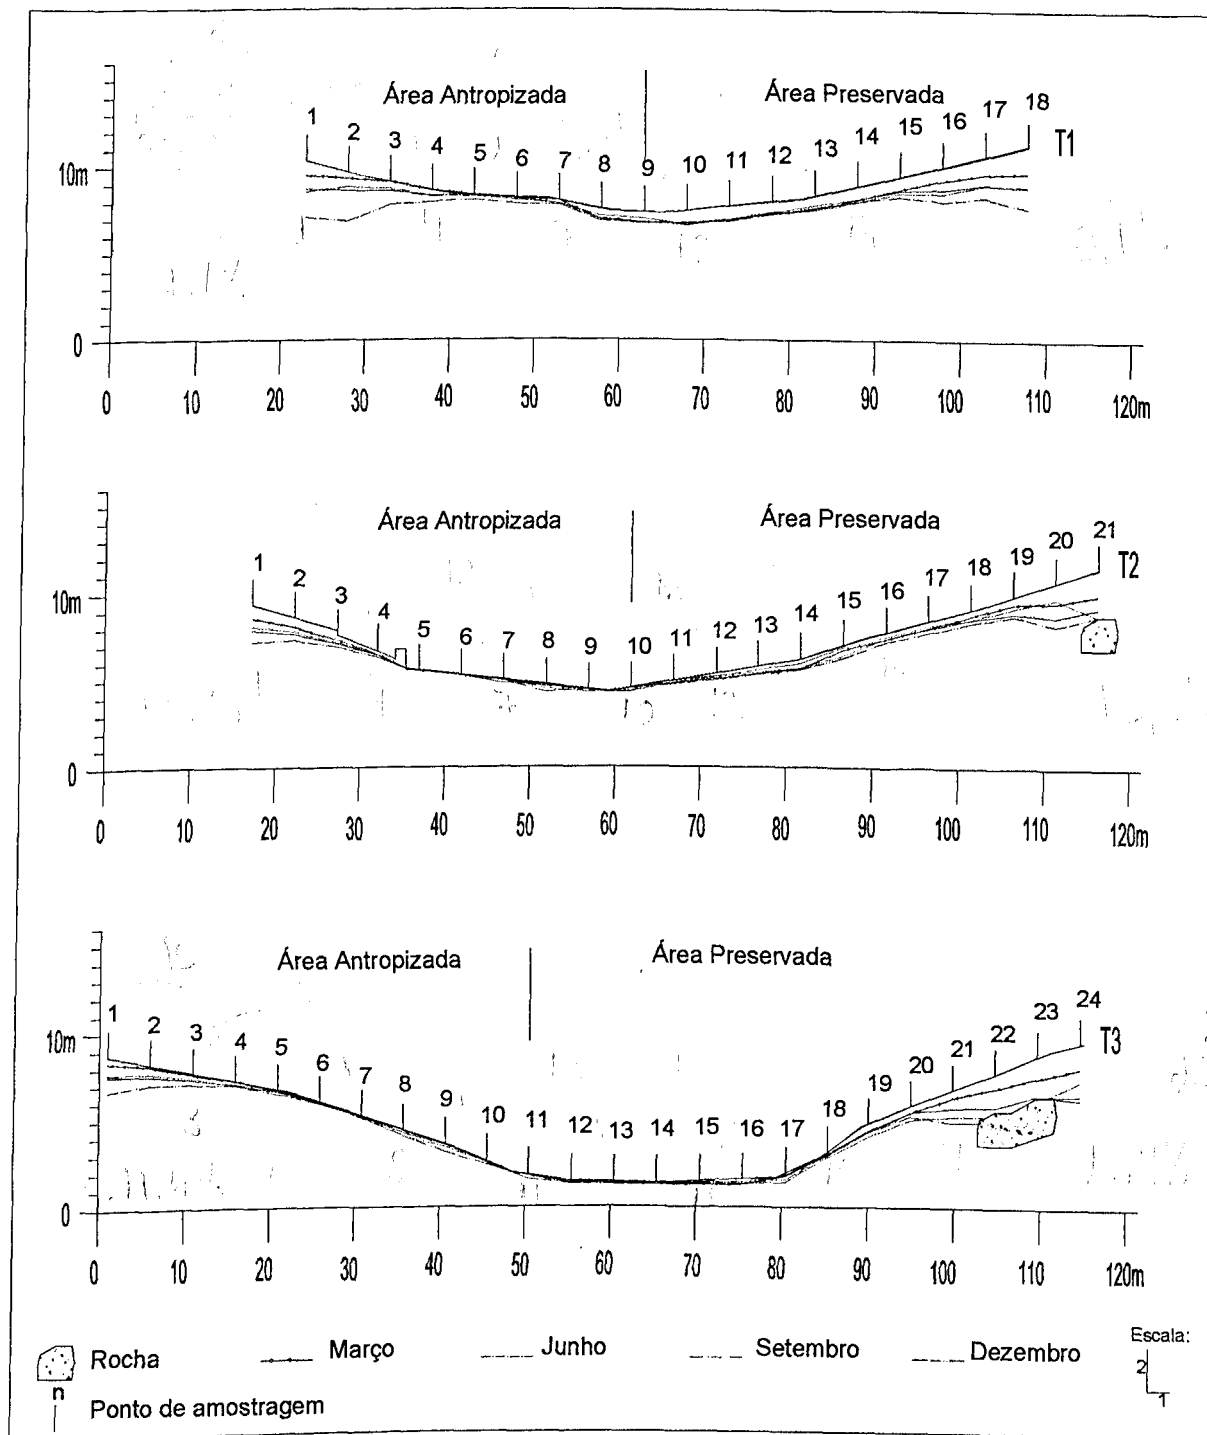 Área Antropizada Área Preservada
1 2 3 4 5 6 7 8 9 10 11 12 13 14 15 16 17 18 T1
10m
0
0 10 20 30 40 50 60 70 80 90 100 110 120m
Área Antropizada Área Preservada
1 2 3 4 5 6 7 8 9 10 11 12 13 14 15 16 17 18 19 20 21 T2
10m
0
0 10 20 30 40 50 60 70 80 90 100 110 120m
Área Antropizada Área Preservada
1 2 3 4 5 6 7 8 9 10 11 12 13 14 15 16 17 18 19 20 21 22 23 24 T3
10m
0
0 10 20 30 40 50 60 70 80 90 100 110 120m
Rocha Março Junho Setembro Dezembro
n Ponto de amostragem
Escala:
2
1